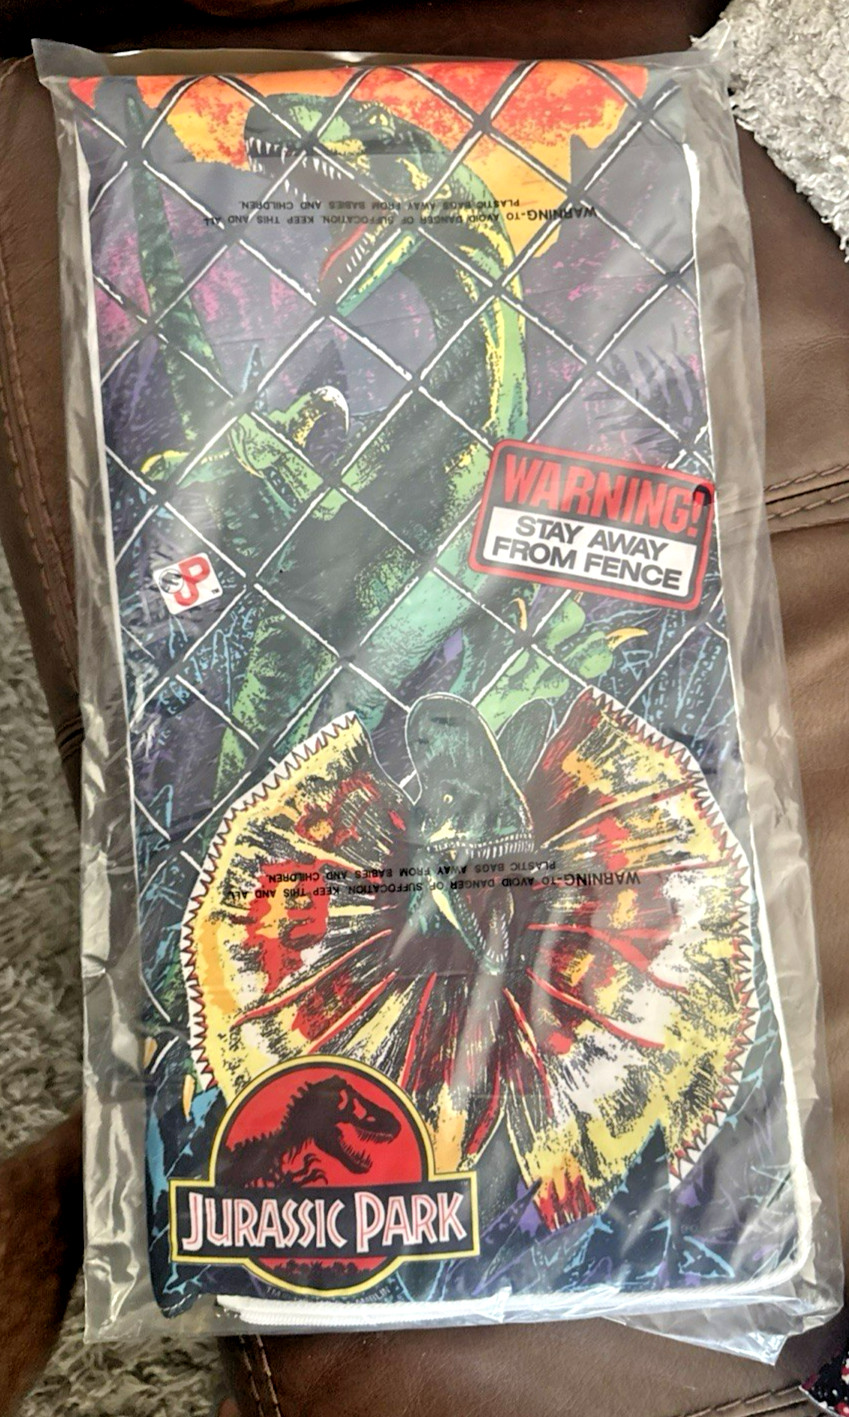 WARNING-TO AVOID DANGER OF SUFFOCATION, KEEP THIS AND ALL
PLASTIC BAGS AWAY FROM BABIES AND CHILDREN.
WARNING!
STAY AWAY
FROM FENCE
JP
TM
WARNING-TO AVOID DANGER OF SUFFOCATION, KEEP THIS AND ALL
PLASTIC BAGS AWAY FROM BABIES AND CHILDREN.
JURASSIC PARK